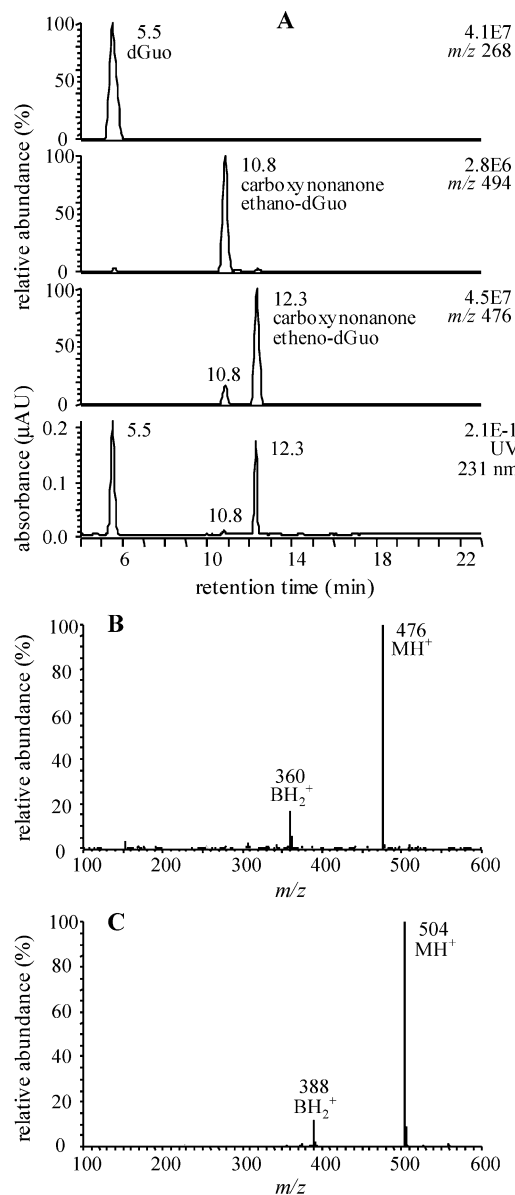 A
5.5
dGuo
4.1E7
m/z 268
100
50
0
10.8
carboxynonanone
ethano-dGuo
2.8E6
m/z 494
100
50
0
relative abundance (%)
relative abundance (%)
12.3
carboxynonanone
etheno-dGuo
4.5E7
m/z 476
10.8
100
50
0
5.5
12.3
10.8
2.1E-1
UV
231 nm
0.2
0.1
0.0
absorbance (µAU)
6 10 14 18 22
retention time (min)
B
476
MH+
360
BH2+
100
80
60
40
20
0
relative abundance (%)
100 200 300 400 500 600
m/z
C
504
MH+
388
BH2+
100
80
60
40
20
0
relative abundance (%)
100 200 300 400 500 600
m/z